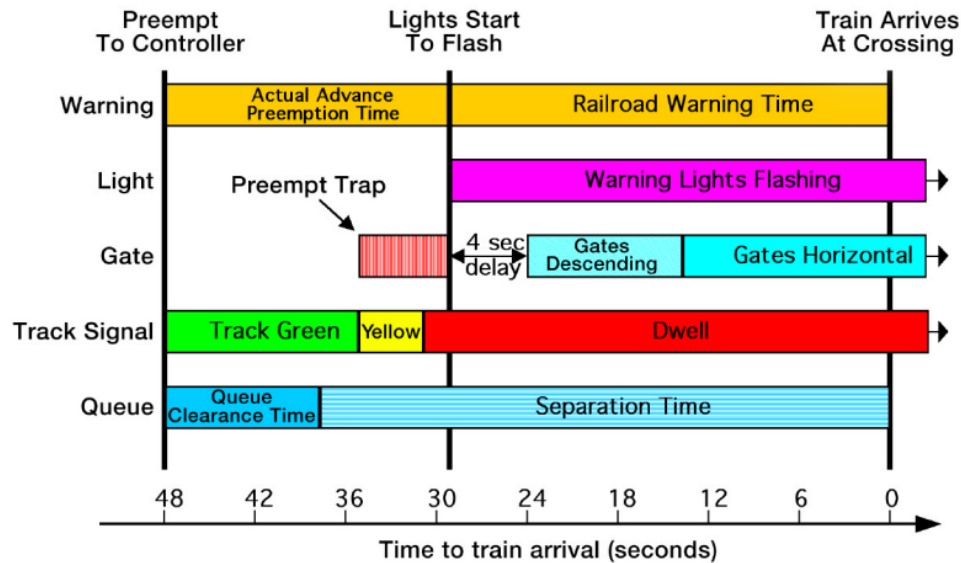 Preempt
To Controller
Lights Start
To Flash
Train Arrives
At Crossing
Warning
Actual Advance
Preemption Time
Railroad Warning Time
Light
Warning Lights Flashing
Preempt Trap
Gate
4 sec
delay
Gates
Descending
Gates Horizontal
Track Signal
Track Green
Yellow
Dwell
Queue
Queue
Clearance Time
Separation Time
48 42 36 30 24 18 12 6 0
Time to train arrival (seconds)